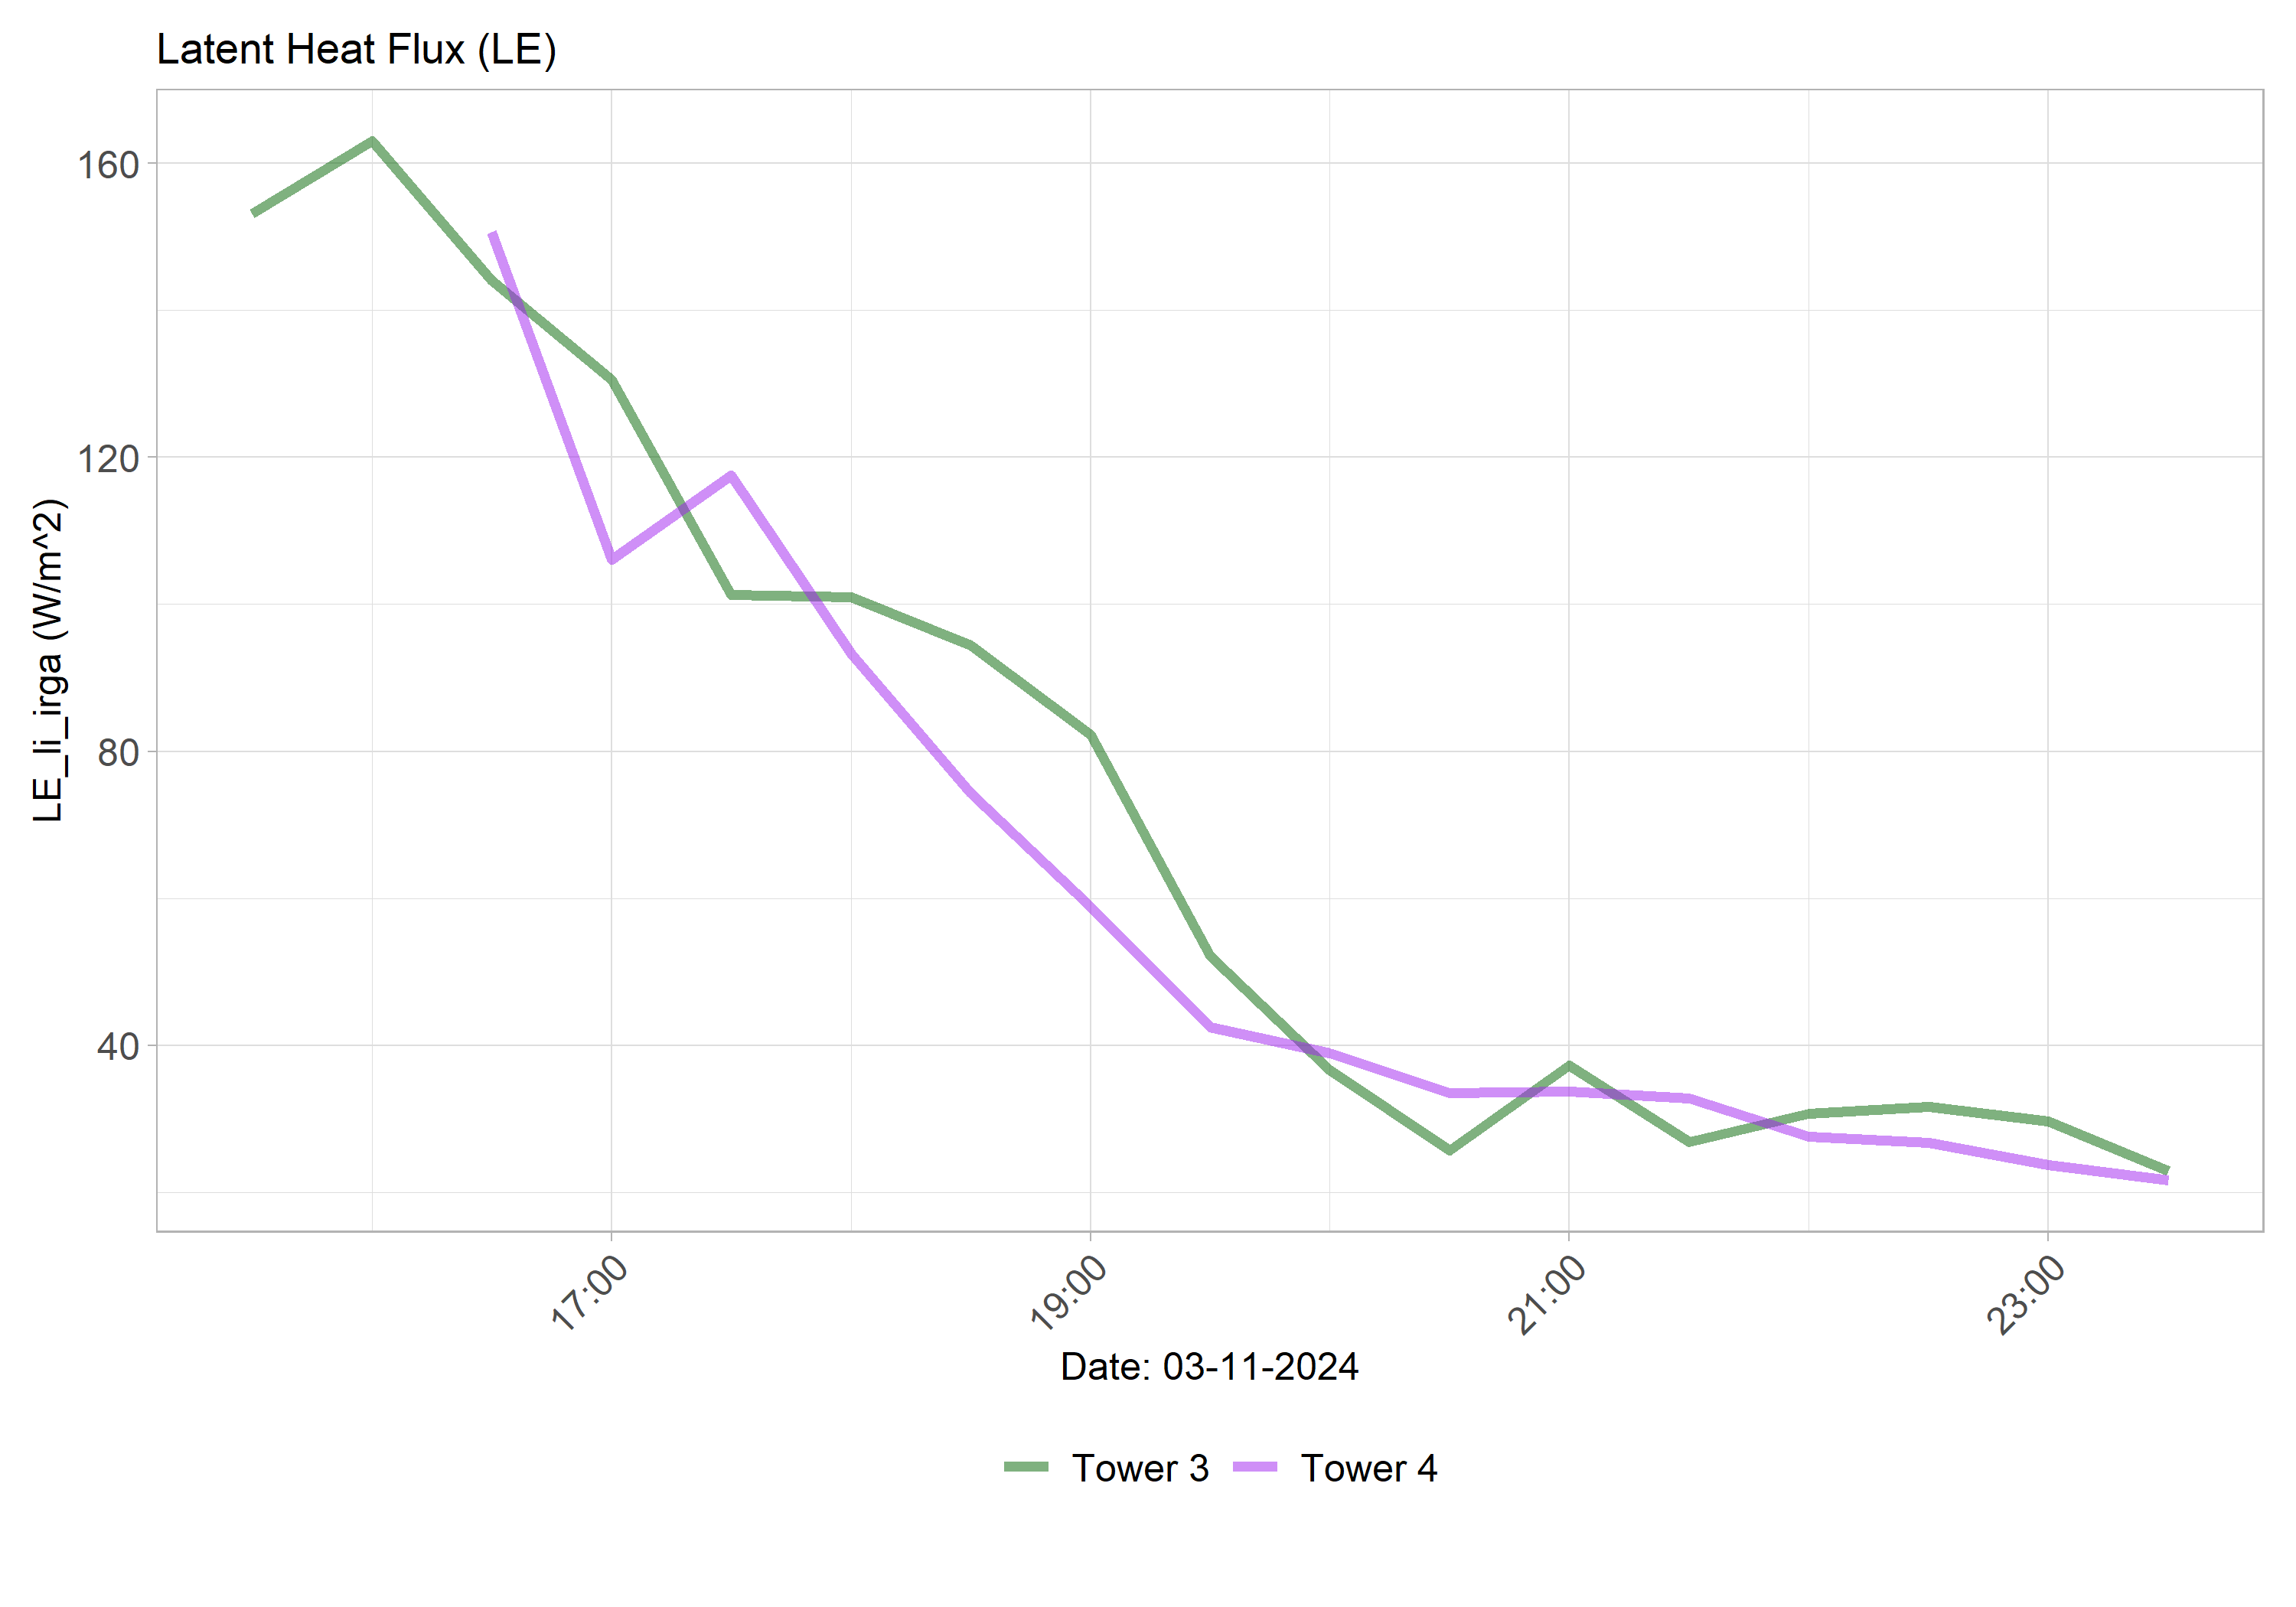 Latent Heat Flux (LE)
LE_li_irga (W/m^2)
160
120
80
40
17:00
19:00
21:00
23:00
Date: 03-11-2024
Tower 3
Tower 4